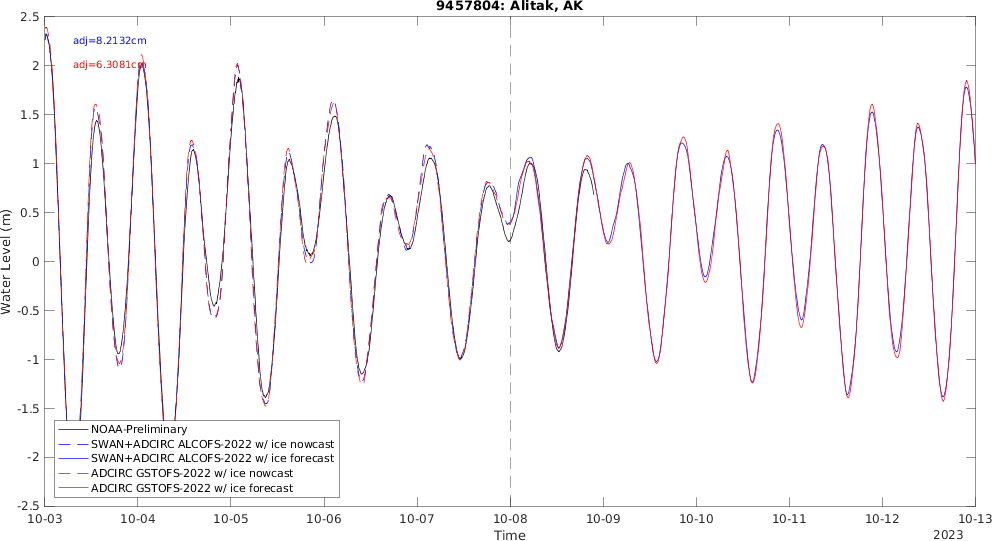 9457804: Alitak, AK
adj=8.2132cm
adj=6.3081cm
Water Level (m)
2.5
2
1.5
1
0.5
0
-0.5
-1
-1.5
-2
-2.5
NOAA-Preliminary
SWAN+ADCIRC ALCOFS-2022 w/ ice nowcast
SWAN+ADCIRC ALCOFS-2022 w/ ice forecast
ADCIRC GSTOFS-2022 w/ ice nowcast
ADCIRC GSTOFS-2022 w/ ice forecast
10-03 10-04 10-05 10-06 10-07 10-08 10-09 10-10 10-11 10-12 10-13
Time
2023